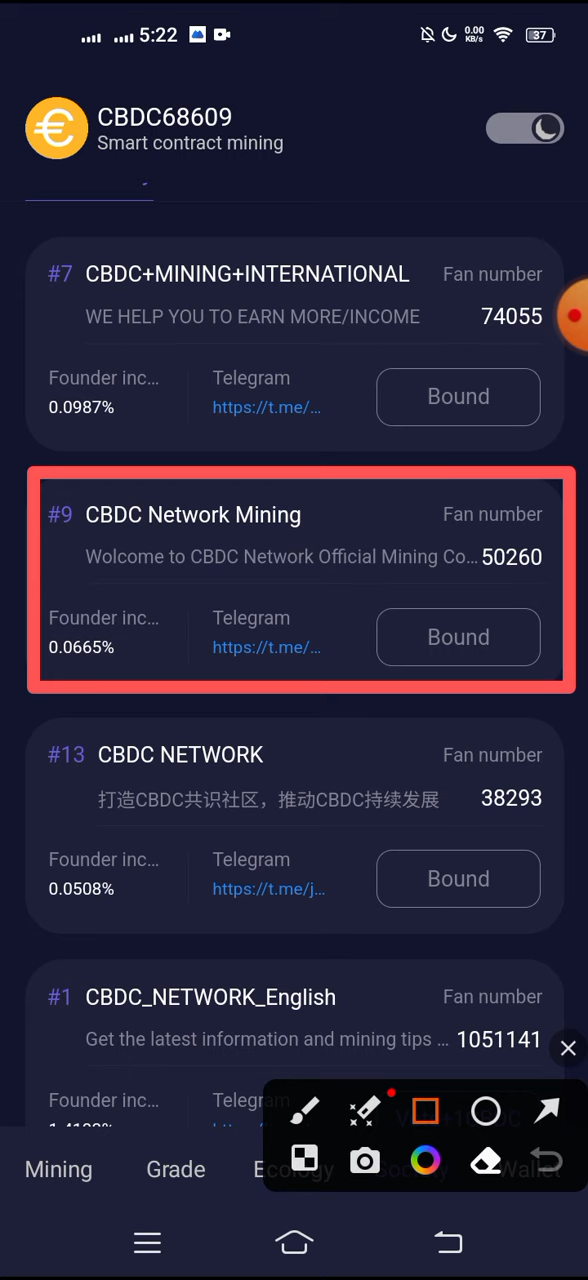 5:22
0.00
KB/s
37
CBDC68609
Smart contract mining
#7 CBDC+MINING+INTERNATIONAL Fan number
WE HELP YOU TO EARN MORE/INCOME 74055
Founder inc... Telegram
0.0987% https://t.me/... Bound
#9 CBDC Network Mining Fan number
Wolcome to CBDC Network Official Mining Co... 50260
Founder inc... Telegram
0.0665% https://t.me/... Bound
#13 CBDC NETWORK Fan number
打造CBDC共识社区，推动CBDC持续发展 38293
Founder inc... Telegram
0.0508% https://t.me/j... Bound
#1 CBDC_NETWORK_English Fan number
Get the latest information and mining tips ... 1051141
Founder inc... Telegram
Mining Grade Ecology Society Wallet